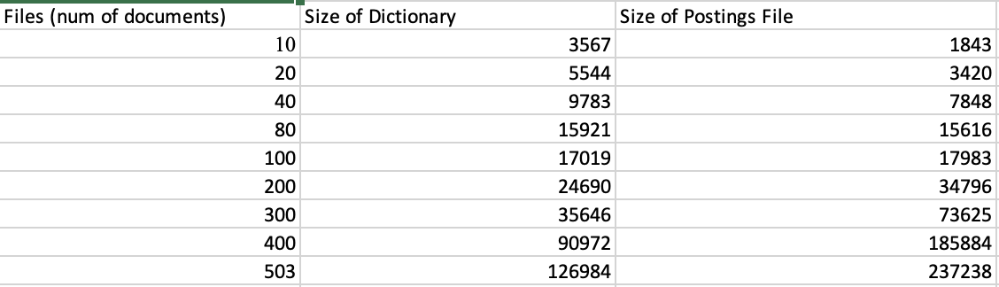 Files (num of documents) Size of Dictionary Size of Postings File
10 3567 1843
20 5544 3420
40 9783 7848
80 15921 15616
100 17019 17983
200 24690 34796
300 35646 73625
400 90972 185884
503 126984 237238